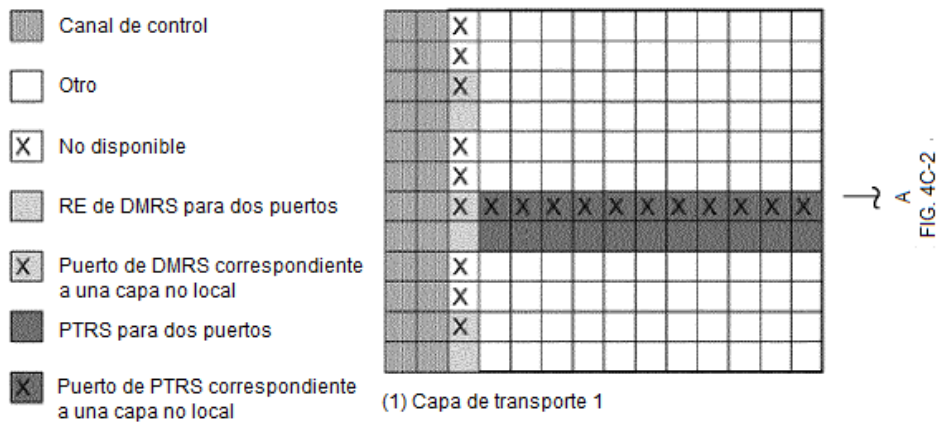 Canal de control
Otro
X No disponible
RE de DMRS para dos puertos
X Puerto de DMRS correspondiente
a una capa no local
PTRS para dos puertos
X Puerto de PTRS correspondiente
a una capa no local
X
X
X
X
X
X X X X X X X X X X X X
X
X
X
(1) Capa de transporte 1
A
FIG. 4C-2